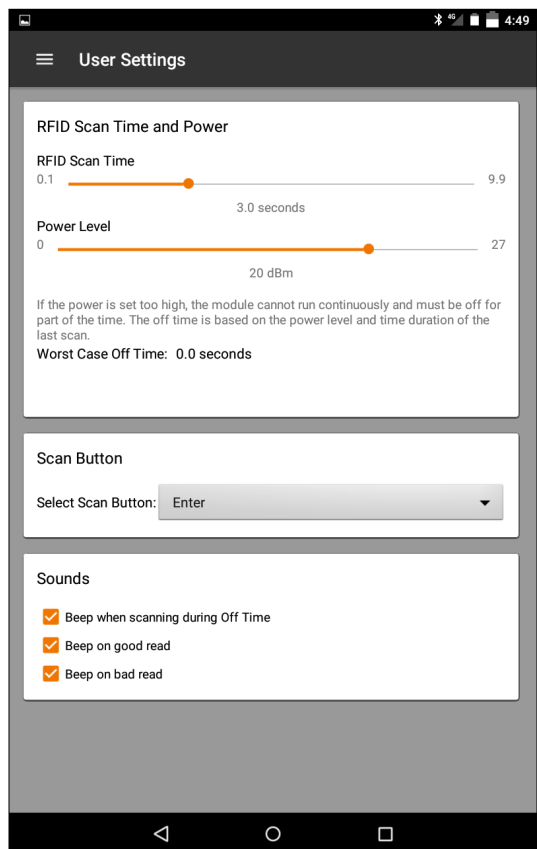 4G 4:49
User Settings
RFID Scan Time and Power
RFID Scan Time
0.1 9.9
3.0 seconds
Power Level
0 27
20 dBm
If the power is set too high, the module cannot run continuously and must be off for
part of the time. The off time is based on the power level and time duration of the
last scan.
Worst Case Off Time: 0.0 seconds
Scan Button
Select Scan Button: Enter
Sounds
Beep when scanning during Off Time
Beep on good read
Beep on bad read